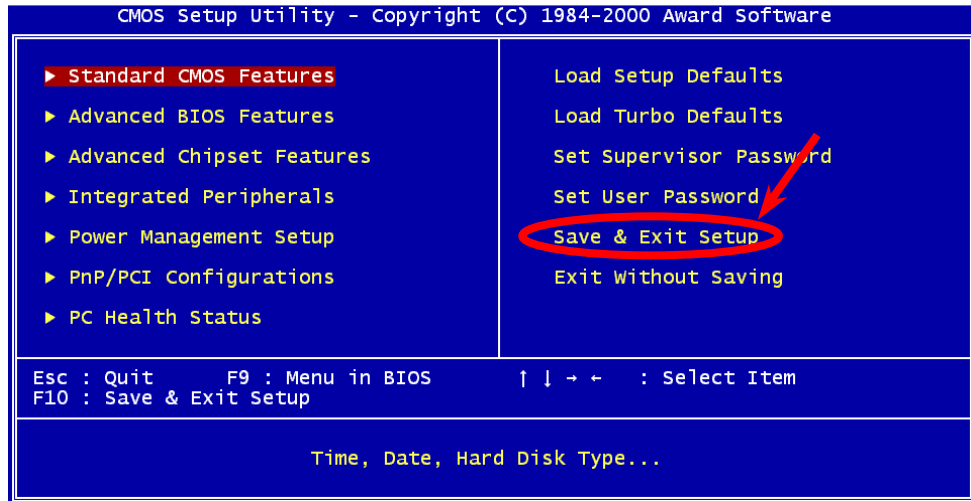 CMOS Setup Utility - Copyright (C) 1984-2000 Award Software
▶ Standard CMOS Features
▶ Advanced BIOS Features
▶ Advanced Chipset Features
▶ Integrated Peripherals
▶ Power Management Setup
▶ PnP/PCI Configurations
▶ PC Health Status
Load Setup Defaults
Load Turbo Defaults
Set Supervisor Password
Set User Password
Save & Exit Setup
Exit Without Saving
Esc : Quit F9 : Menu in BIOS ↑ ↓ → ← : Select Item
F10 : Save & Exit Setup
Time, Date, Hard Disk Type...